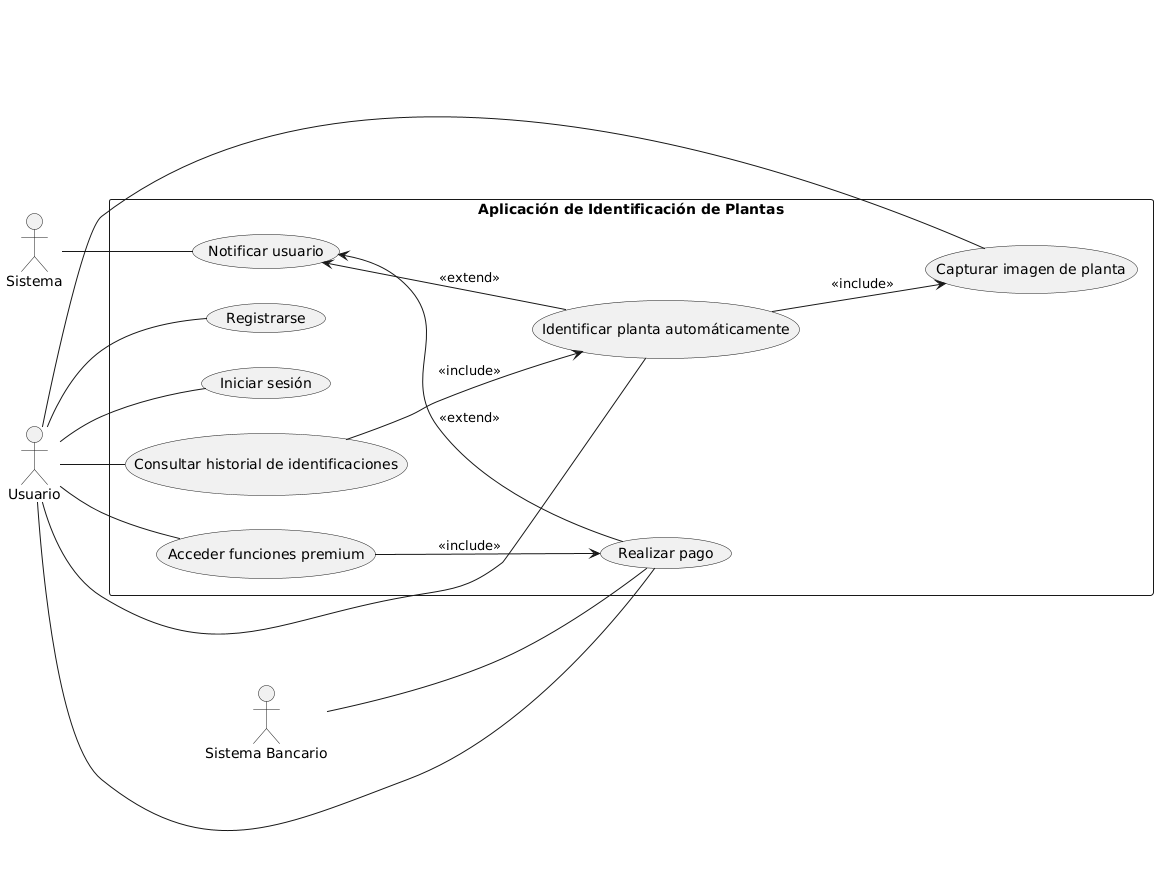 Aplicación de Identificación de Plantas
Sistema
Notificar usuario
«extend»
Capturar imagen de planta
«include»
Registrarse
Identificar planta automáticamente
«include»
Iniciar sesión
«extend»
Usuario
Consultar historial de identificaciones
Acceder funciones premium
«include»
Realizar pago
Sistema Bancario